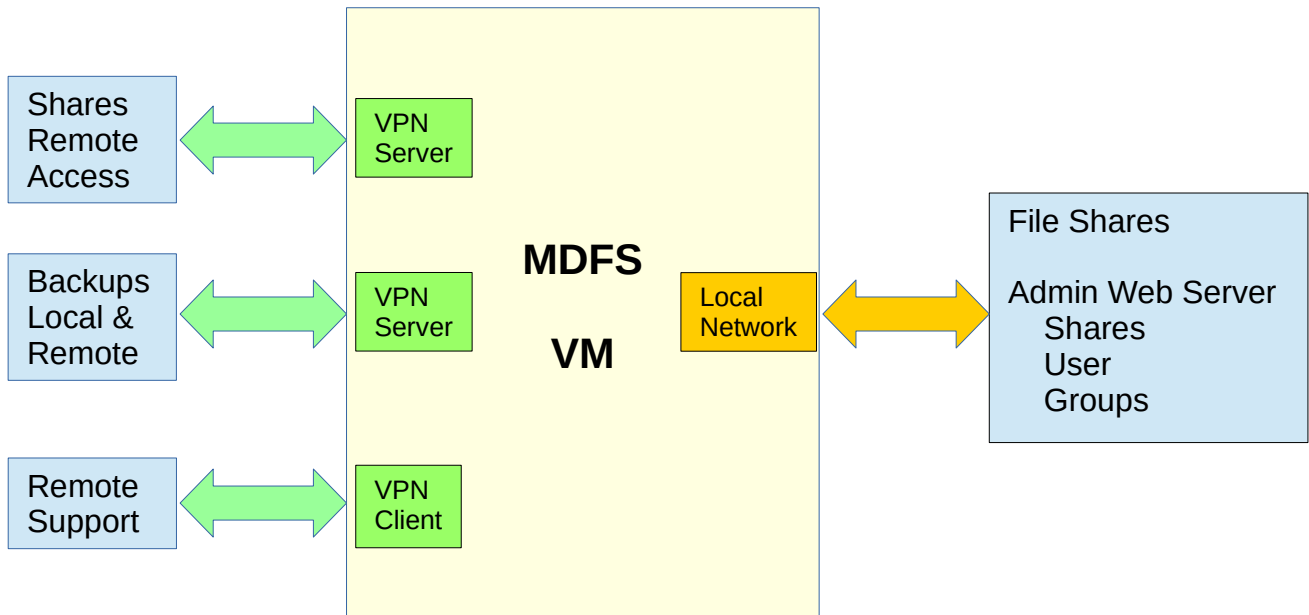 Shares
Remote
Access
VPN
Server
Backups
Local &
Remote
VPN
Server
Remote
Support
VPN
Client
MDFS
VM
Local
Network
File Shares
Admin Web Server
Shares
User
Groups